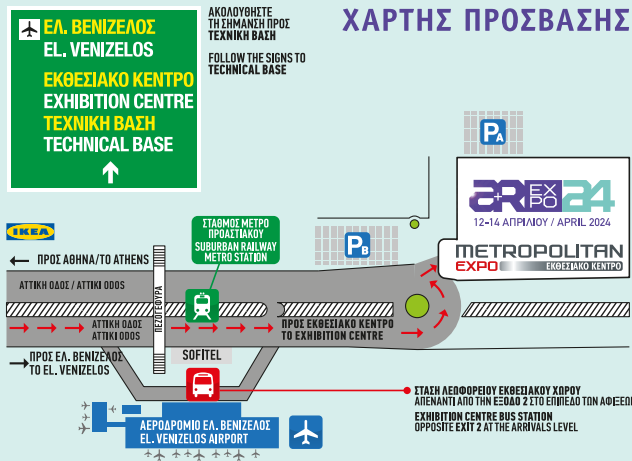 ΕΛ. ΒΕΝΙΖΕΛΟΣ
EL. VENIZELOS
ΕΚΘΕΣΙΑΚΟ ΚΕΝΤΡΟ
EXHIBITION CENTRE
ΤΕΧΝΙΚΗ ΒΑΣΗ
TECHNICAL BASE
ΑΚΟΛΟΥΘΗΣΤΕ
ΤΗ ΣΗΜΑΝΣΗ ΠΡΟΣ
ΤΕΧΝΙΚΗ ΒΑΣΗ
FOLLOW THE SIGNS TO
TECHNICAL BASE
ΧΑΡΤΗΣ ΠΡΟΣΒΑΣΗΣ
PA
a+R EXPO 24
12-14 ΑΠΡΙΛΙΟΥ / APRIL 2024
METROPOLITAN
EXPO ΕΚΘΕΣΙΑΚΟ ΚΕΝΤΡΟ
IKEA
ΣΤΑΘΜΟΣ ΜΕΤΡΟ
ΠΡΟΑΣΤΙΑΚΟΥ
SUBURBAN RAILWAY
METRO STATION
PB
ΠΡΟΣ ΑΘΗΝΑ/TO ATHENS
ΑΤΤΙΚΗ ΟΔΟΣ / ATTIKI ODOS
ΠΕΖΟΓΕΦΥΡΑ
ΑΤΤΙΚΗ ΟΔΟΣ
ATTIKI ODOS
ΠΡΟΣ ΕΚΘΕΣΙΑΚΟ ΚΕΝΤΡΟ
TO EXHIBITION CENTRE
ΠΡΟΣ ΕΛ. ΒΕΝΙΖΕΛΟΣ
TO EL. VENIZELOS
SOFITEL
ΣΤΑΣΗ ΛΕΩΦΟΡΕΙΟΥ ΕΚΘΕΣΙΑΚΟΥ ΧΩΡΟΥ
ΑΠΕΝΑΝΤΙ ΑΠΟ ΤΗΝ ΕΞΟΔΟ 2 ΣΤΟ ΕΠΙΠΕΔΟ ΤΩΝ ΑΦΙΞΕΩΝ
EXHIBITION CENTRE BUS STATION
OPPOSITE EXIT 2 AT THE ARRIVALS LEVEL
ΑΕΡΟΔΡΟΜΙΟ ΕΛ. ΒΕΝΙΖΕΛΟΣ
EL. VENIZELOS AIRPORT